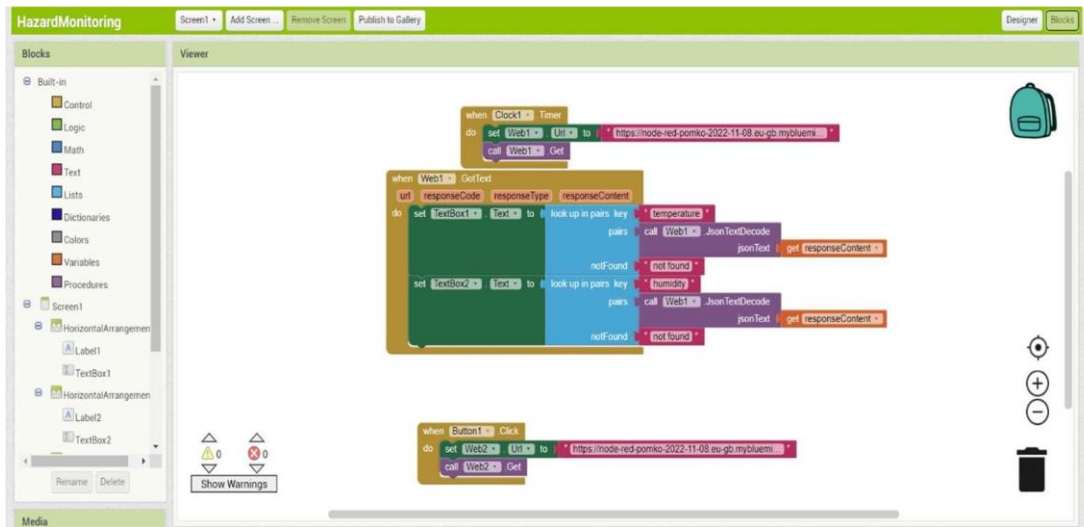 HazardMonitoring Screen1 Add Screen ... Remove Screen Publish to Gallery Designer Blocks
Blocks
Viewer
Built-in
Control
Logic
Math
Text
Lists
Dictionaries
Colors
Variables
Procedures
Screen1
HorizontalArrangemen
Label1
TextBox1
HorizontalArrangemen
Label2
TextBox2
Rename Delete
Media
when Clock1 .Timer
do set Web1 . Url to " https://node-red-pomko-2022-11-08.eu-gb.mybluemi... "
call Web1 .Get
when Web1 .GotText
url responseCode responseType responseContent
do set TextBox1 . Text to look up in pairs key " temperature "
pairs call Web1 .JsonTextDecode
jsonText get responseContent
notFound " not found "
set TextBox2 . Text to look up in pairs key " humidity "
pairs call Web1 .JsonTextDecode
jsonText get responseContent
notFound " not found "
when Button1 .Click
do set Web2 . Url to " https://node-red-pomko-2022-11-08.eu-gb.mybluemi... "
call Web2 .Get
0 0
Show Warnings